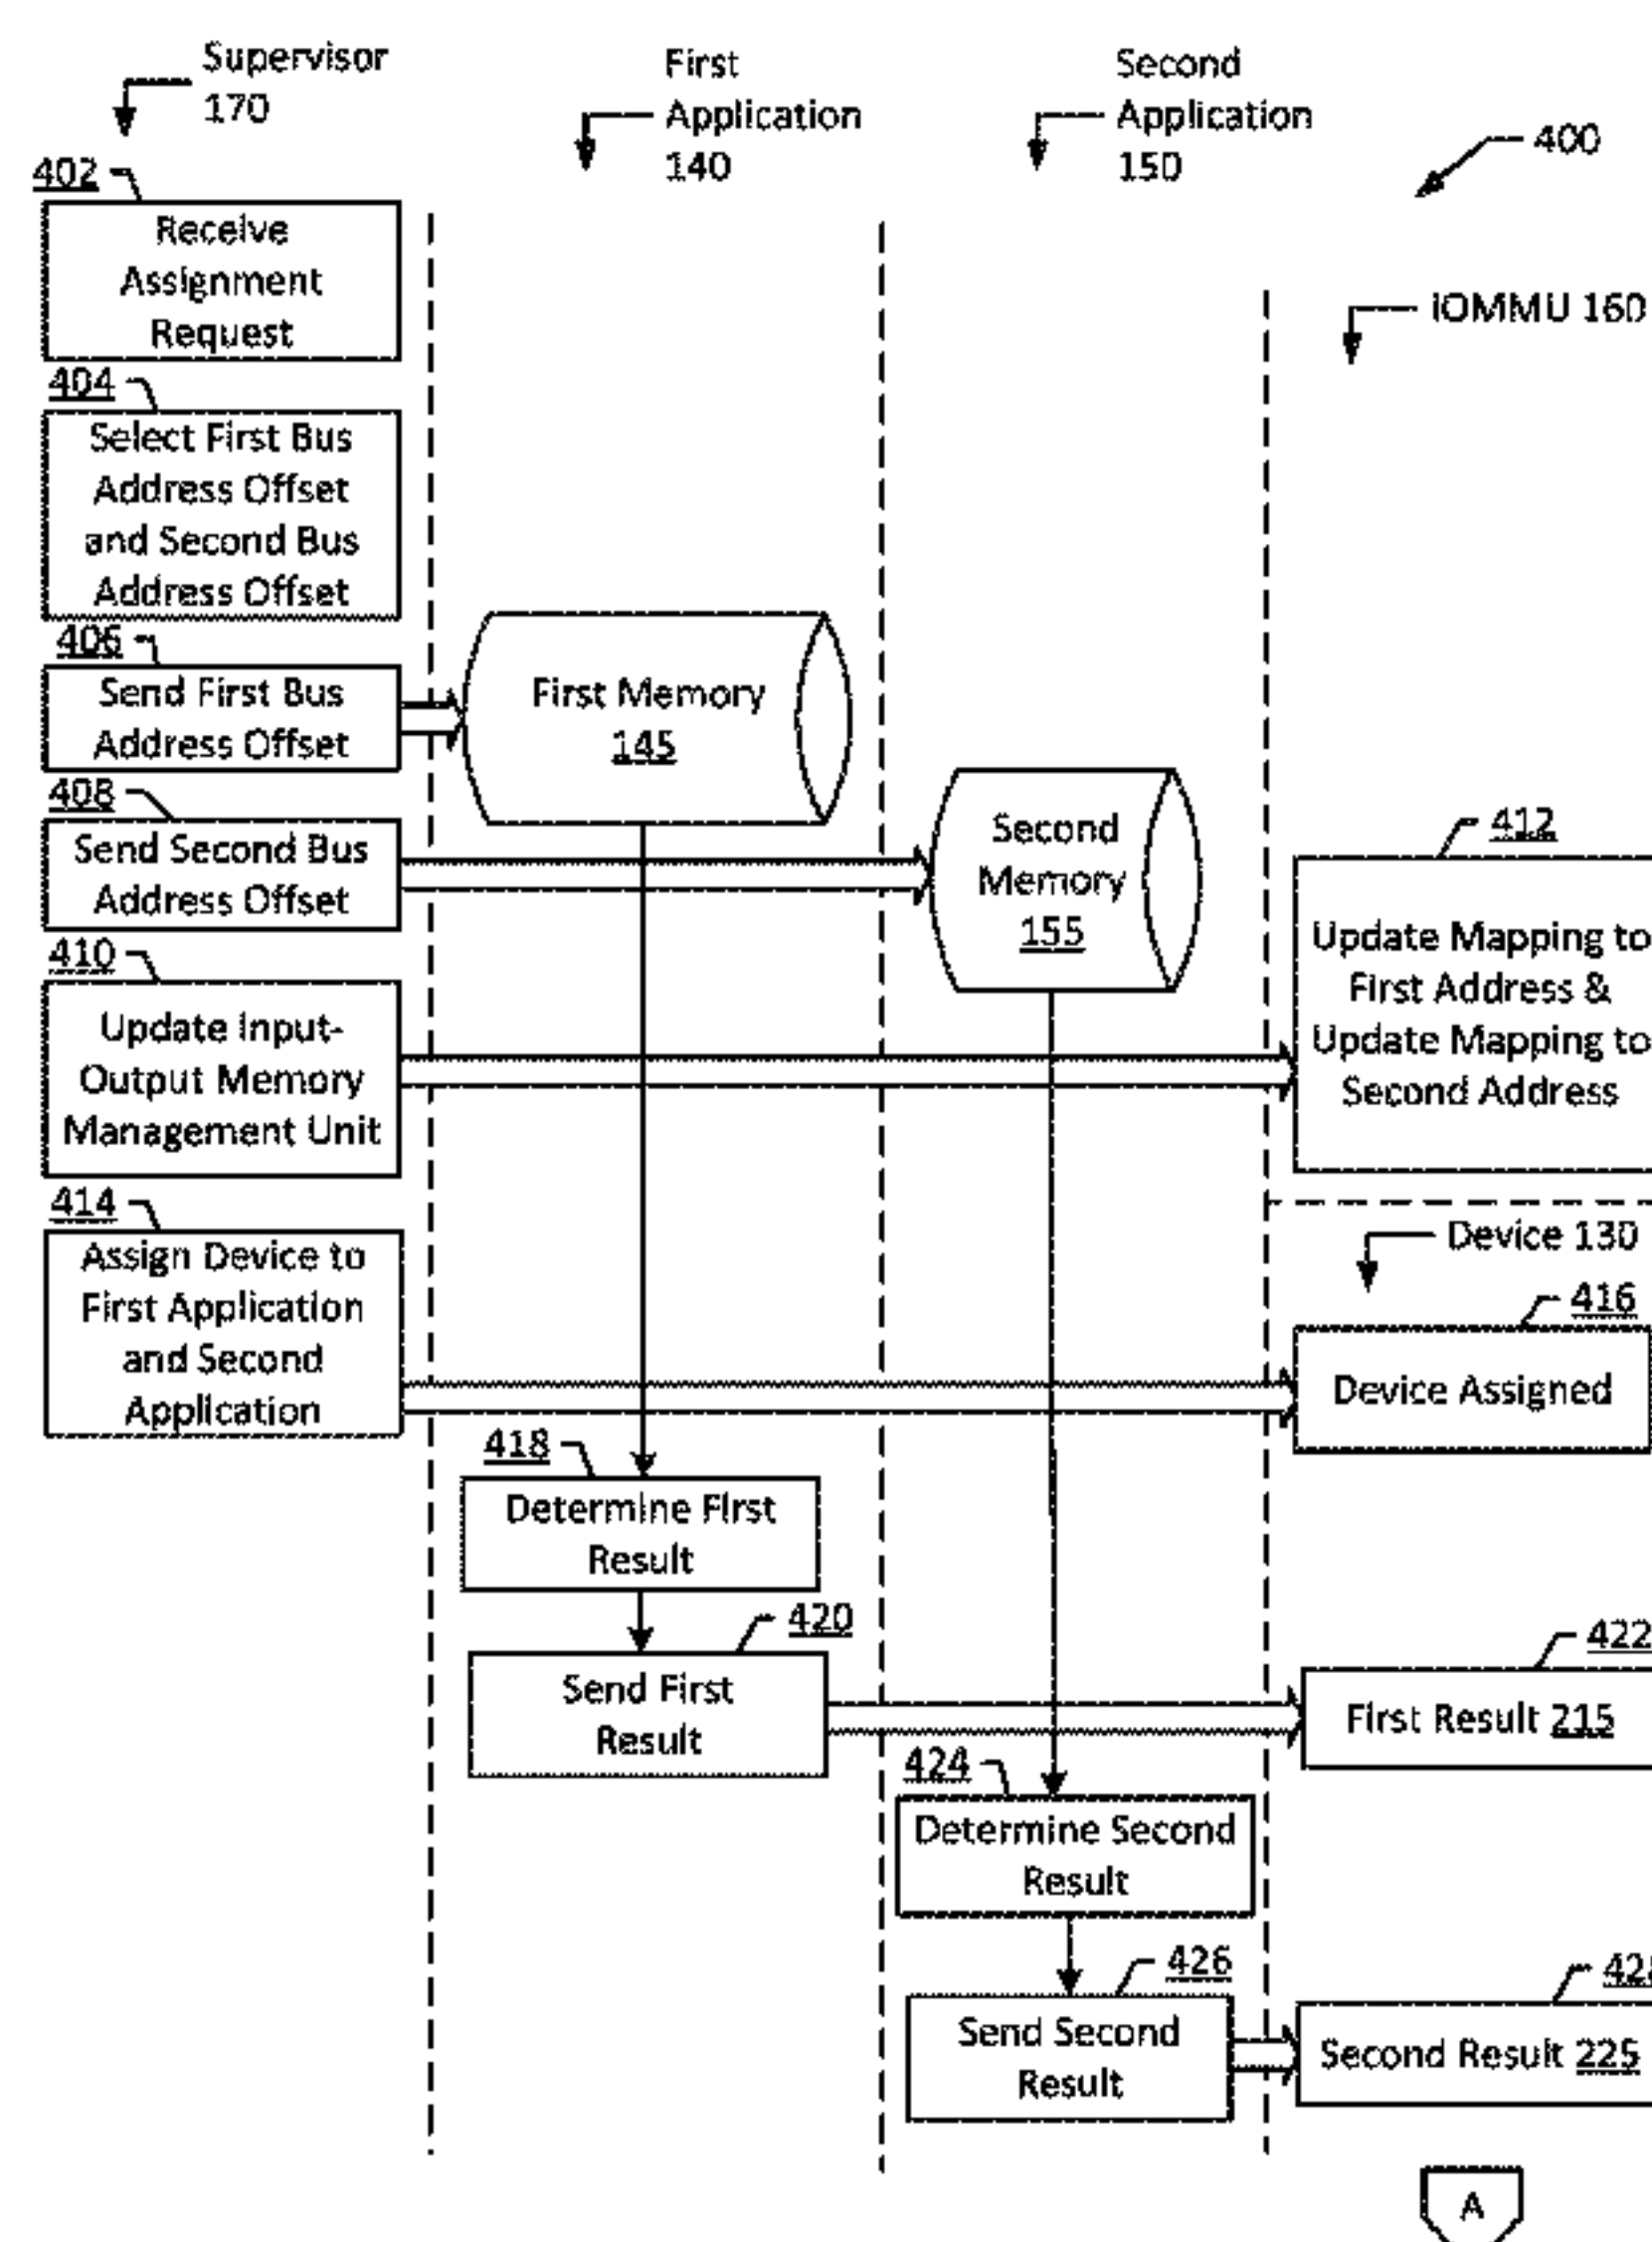 Supervisor
170
First
Application
140
Second
Application
150
400
402
Receive
Assignment
Request
iOMMU 160
404
Select First Bus
Address Offset
and Second Bus
Address Offset
406
Send First Bus
Address Offset
First Memory
145
408
Send Second Bus
Address Offset
Second
Memory
155
412
Update Mapping to
First Address &
Update Mapping to
Second Address
410
Update Input-
Output Memory
Management Unit
414
Assign Device to
First Application
and Second
Application
Device 130
416
Device Assigned
418
Determine First
Result
420
Send First
Result
422
First Result 215
424
Determine Second
Result
426
Send Second
Result
Second Result 225
A